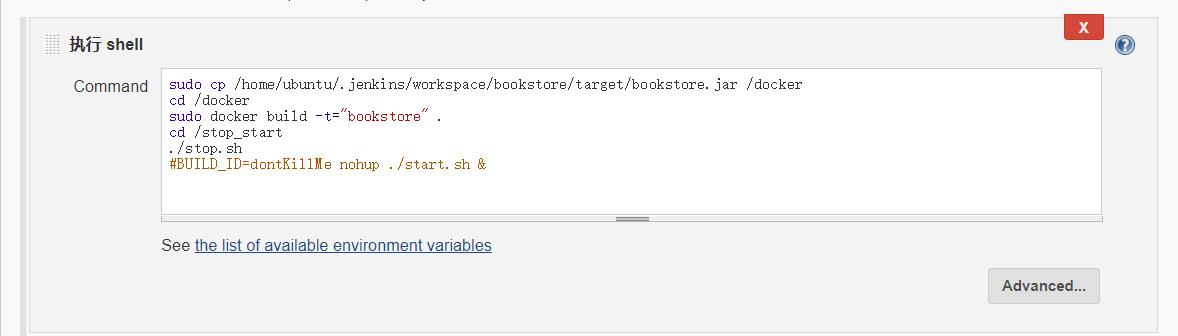 X
执行 shell
Command
sudo cp /home/ubuntu/.jenkins/workspace/bookstore/target/bookstore.jar /docker
cd /docker
sudo docker build -t="bookstore" .
cd /stop_start
./stop.sh
#BUILD_ID=dontKillMe nohup ./start.sh &
See the list of available environment variables
Advanced...